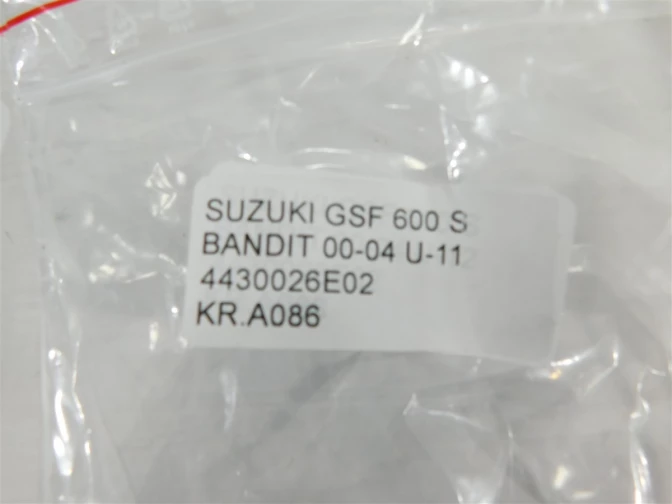 SUZUKI GSF 600 S
BANDIT 00-04 U-11
4430026E02
KR.A086